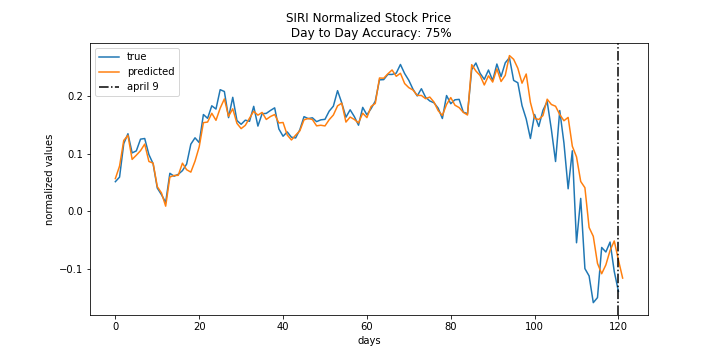 SIRI Normalized Stock Price
Day to Day Accuracy: 75%
true
predicted
april 9
normalized values
0.2
0.1
0.0
−0.1
0
20
40
60
80
100
120
days